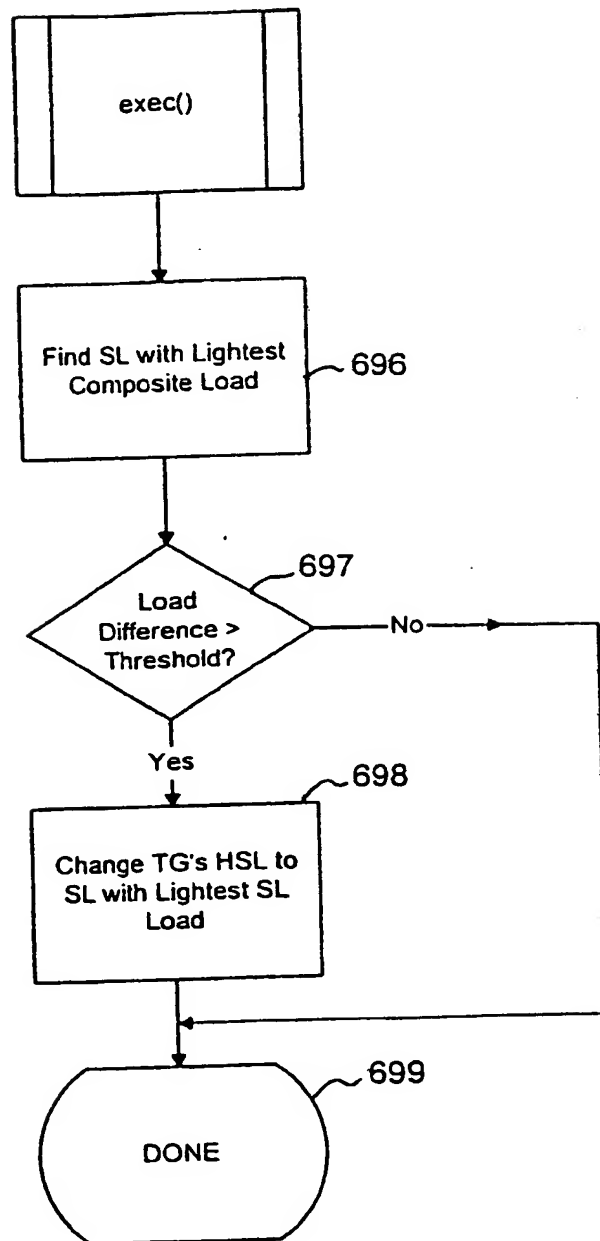 exec()
Find SL with Lightest
Composite Load
696
697
Load
Difference >
Threshold?
No
Yes
698
Change TG's HSL to
SL with Lightest SL
Load
699
DONE